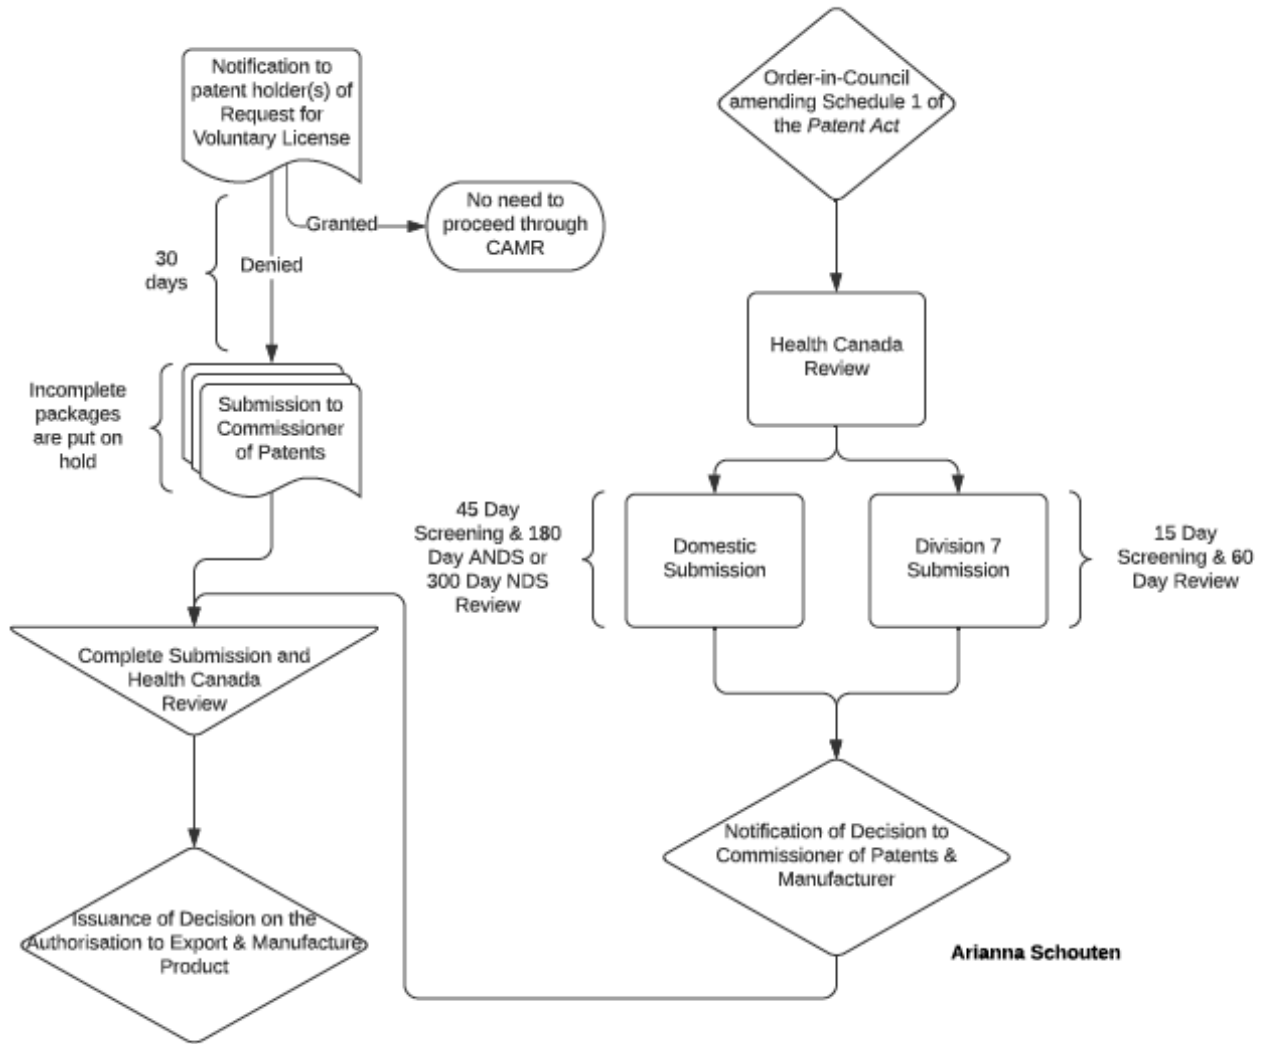 Notification to
patent holder(s) of
Request for
Voluntary License
Granted
No need to
proceed through
CAMR
30
days
Denied
Incomplete
packages
are put on
hold
Submission to
Commissioner
of Patents
Complete Submission and
Health Canada
Review
Issuance of Decision on the
Authorisation to Export & Manufacture
Product
Order-in-Council
amending Schedule 1 of
the Patent Act
Health Canada
Review
45 Day
Screening & 180
Day ANDS or
300 Day NDS
Review
Domestic
Submission
Division 7
Submission
15 Day
Screening & 60
Day Review
Notification of Decision to
Commissioner of Patents &
Manufacturer
Arianna Schouten